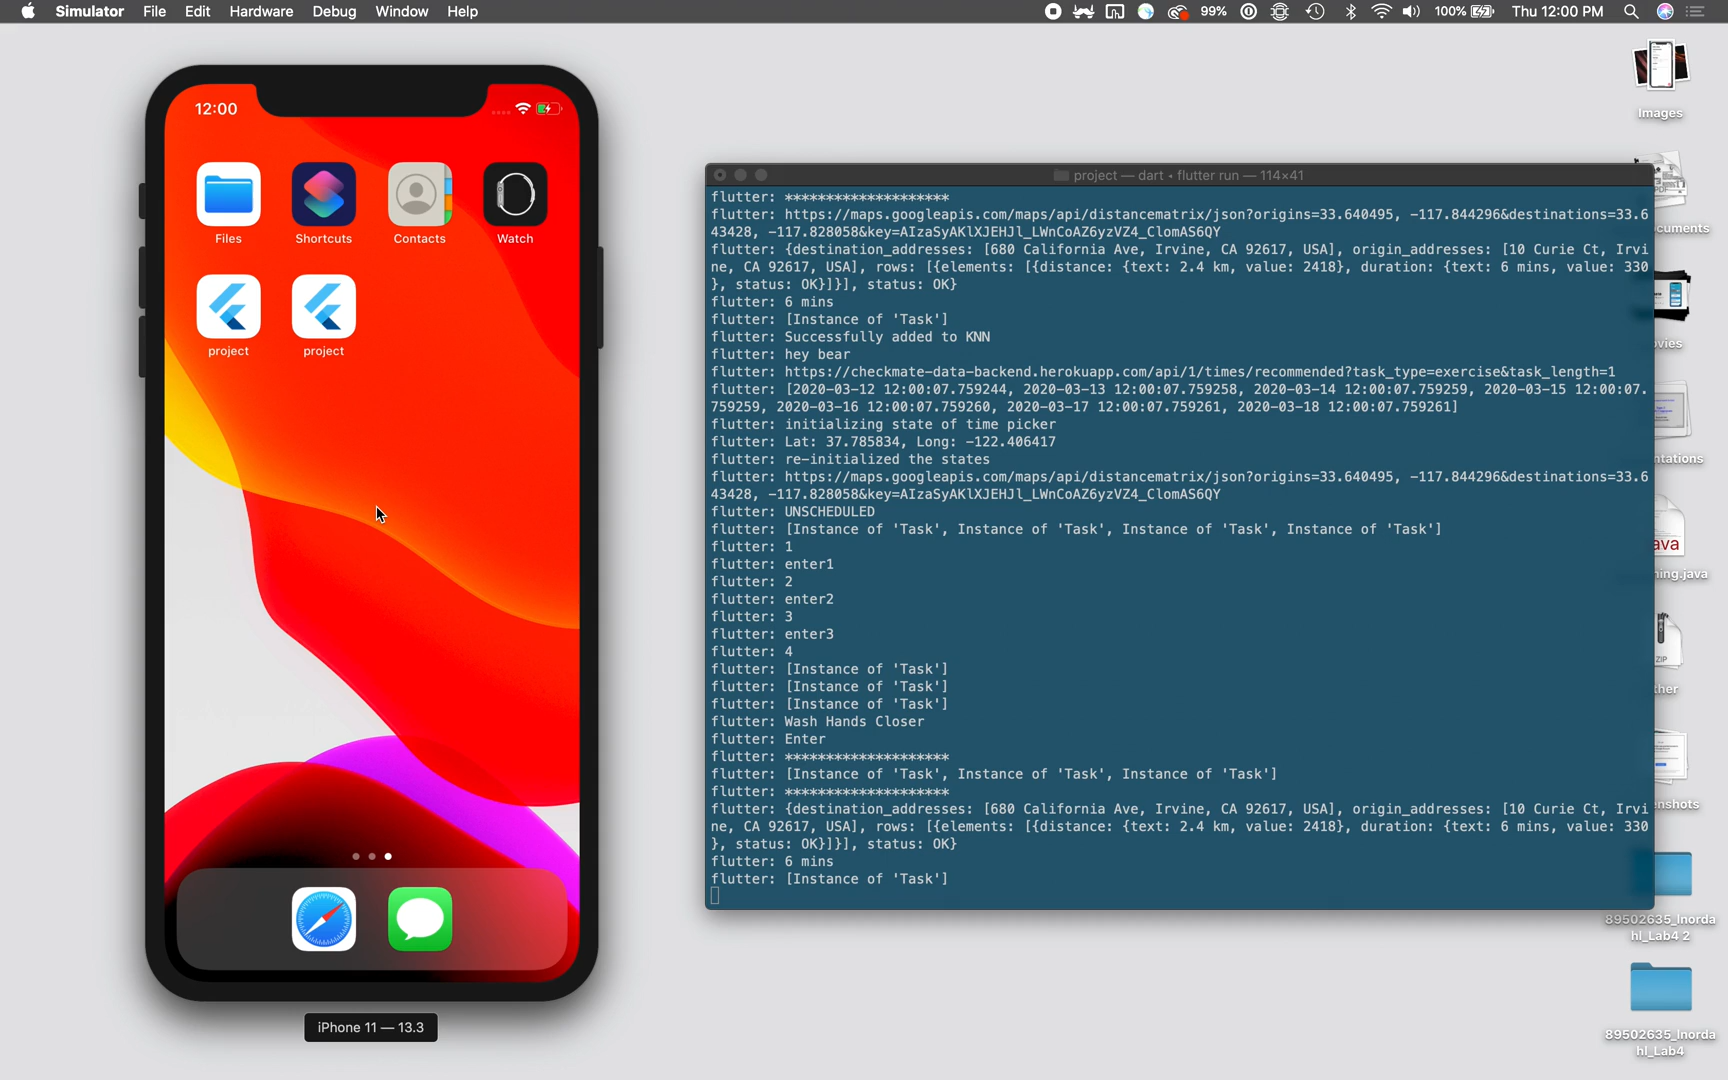 Simulator File Edit Hardware Debug Window Help
99% 100% Thu 12:00 PM
12:00
Files Shortcuts Contacts Watch
project project
iPhone 11 — 13.3
project — dart • flutter run — 114×41
flutter: ********************
flutter: https://maps.googleapis.com/maps/api/distancematrix/json?origins=33.640495, -117.844296&destinations=33.6
43428, -117.828058&key=AIzaSyAKlXJEHJl_LWnCoAZ6yzVZ4_ClomAS6QY
flutter: {destination_addresses: [680 California Ave, Irvine, CA 92617, USA], origin_addresses: [10 Curie Ct, Irvi
ne, CA 92617, USA], rows: [{elements: [{distance: {text: 2.4 km, value: 2418}, duration: {text: 6 mins, value: 330
}, status: OK}]}], status: OK}
flutter: 6 mins
flutter: [Instance of 'Task']
flutter: Successfully added to KNN
flutter: hey bear
flutter: https://checkmate-data-backend.herokuapp.com/api/1/times/recommended?task_type=exercise&task_length=1
flutter: [2020-03-12 12:00:07.759244, 2020-03-13 12:00:07.759258, 2020-03-14 12:00:07.759259, 2020-03-15 12:00:07.
759259, 2020-03-16 12:00:07.759260, 2020-03-17 12:00:07.759261, 2020-03-18 12:00:07.759261]
flutter: initializing state of time picker
flutter: Lat: 37.785834, Long: -122.406417
flutter: re-initialized the states
flutter: https://maps.googleapis.com/maps/api/distancematrix/json?origins=33.640495, -117.844296&destinations=33.6
43428, -117.828058&key=AIzaSyAKlXJEHJl_LWnCoAZ6yzVZ4_ClomAS6QY
flutter: UNSCHEDULED
flutter: [Instance of 'Task', Instance of 'Task', Instance of 'Task', Instance of 'Task']
flutter: 1
flutter: enter1
flutter: 2
flutter: enter2
flutter: 3
flutter: enter3
flutter: 4
flutter: [Instance of 'Task']
flutter: [Instance of 'Task']
flutter: [Instance of 'Task']
flutter: Wash Hands Closer
flutter: Enter
flutter: ********************
flutter: [Instance of 'Task', Instance of 'Task', Instance of 'Task']
flutter: ********************
flutter: {destination_addresses: [680 California Ave, Irvine, CA 92617, USA], origin_addresses: [10 Curie Ct, Irvi
ne, CA 92617, USA], rows: [{elements: [{distance: {text: 2.4 km, value: 2418}, duration: {text: 6 mins, value: 330
}, status: OK}]}], status: OK}
flutter: 6 mins
flutter: [Instance of 'Task']
Images
cuments
ovies
ntations
ava
ning.java
ZIP
ther
enshots
89502635_lnorda
hl_Lab4 2
89502635_lnorda
hl_Lab4